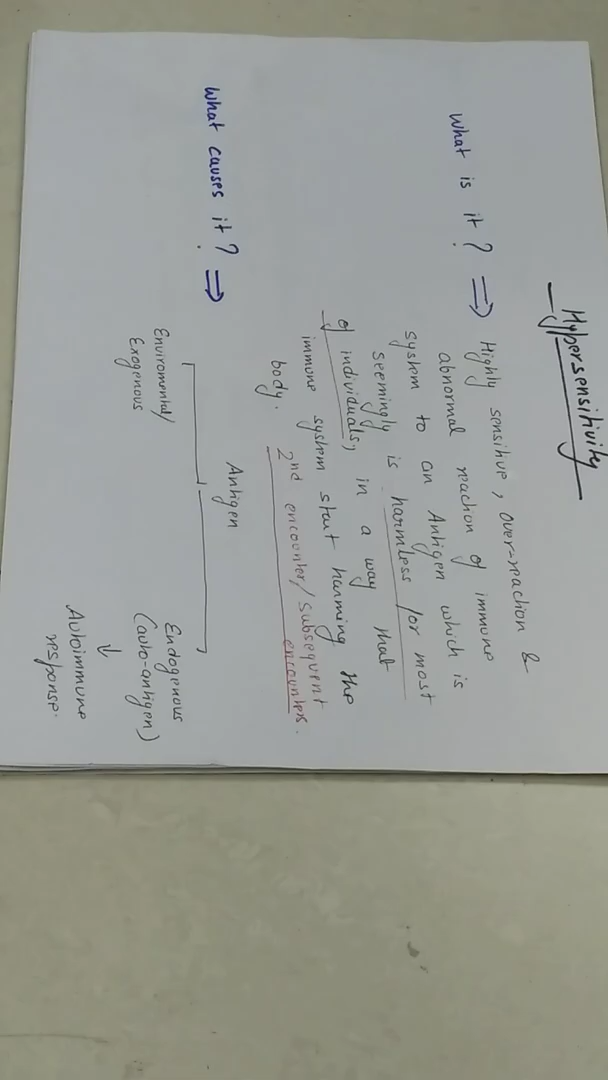 Hypersensitivity
What is it? ⇒ Highly sensitive, over-reaction &
abnormal reaction of immune
system to an Antigen which is
seemingly is harmless for most
of individuals, in a way that
immune system start harming the
body. 2nd encounter/Subsequent
encounters.
What causes it? ⇒
Antigen
Enviromental/
Exogenous
Endogenous
(auto-antigen)
↓
Autoimmune
response.